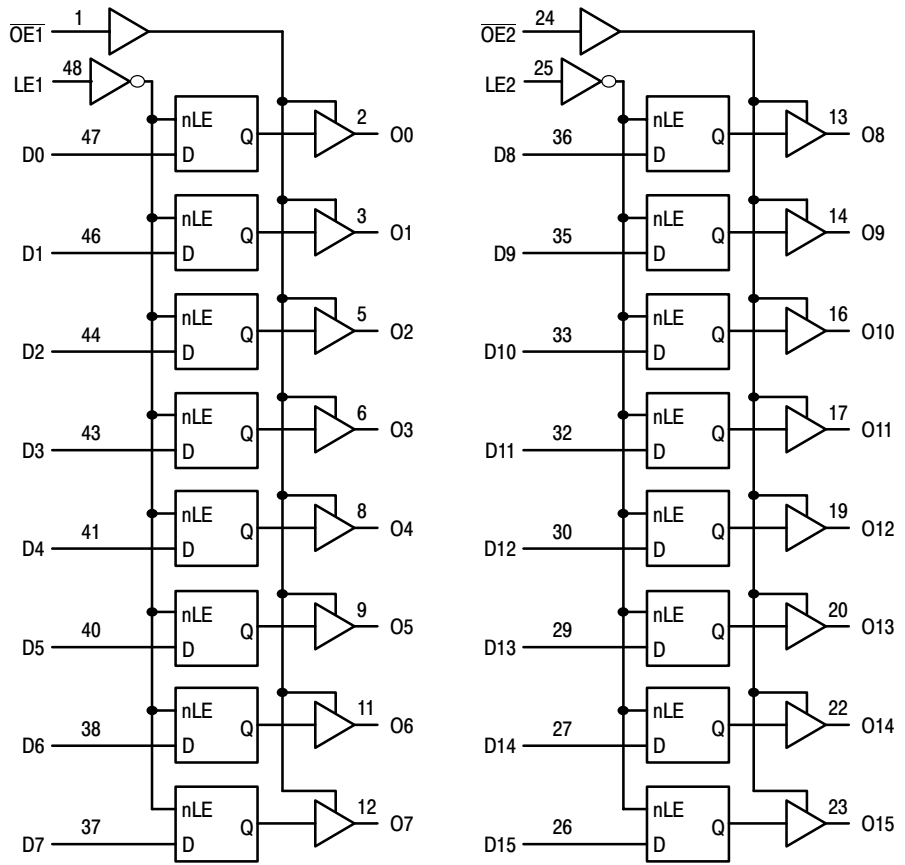 OE1 1 OE2 24
LE1 48 LE2 25
nLE 2 nLE 13
D0 47 D Q O0 D8 36 D Q O8
nLE 3 nLE 14
D1 46 D Q O1 D9 35 D Q O9
nLE 5 nLE 16
D2 44 D Q O2 D10 33 D Q O10
nLE 6 nLE 17
D3 43 D Q O3 D11 32 D Q O11
nLE 8 nLE 19
D4 41 D Q O4 D12 30 D Q O12
nLE 9 nLE 20
D5 40 D Q O5 D13 29 D Q O13
nLE 11 nLE 22
D6 38 D Q O6 D14 27 D Q O14
nLE 12 nLE 23
D7 37 D Q O7 D15 26 D Q O15